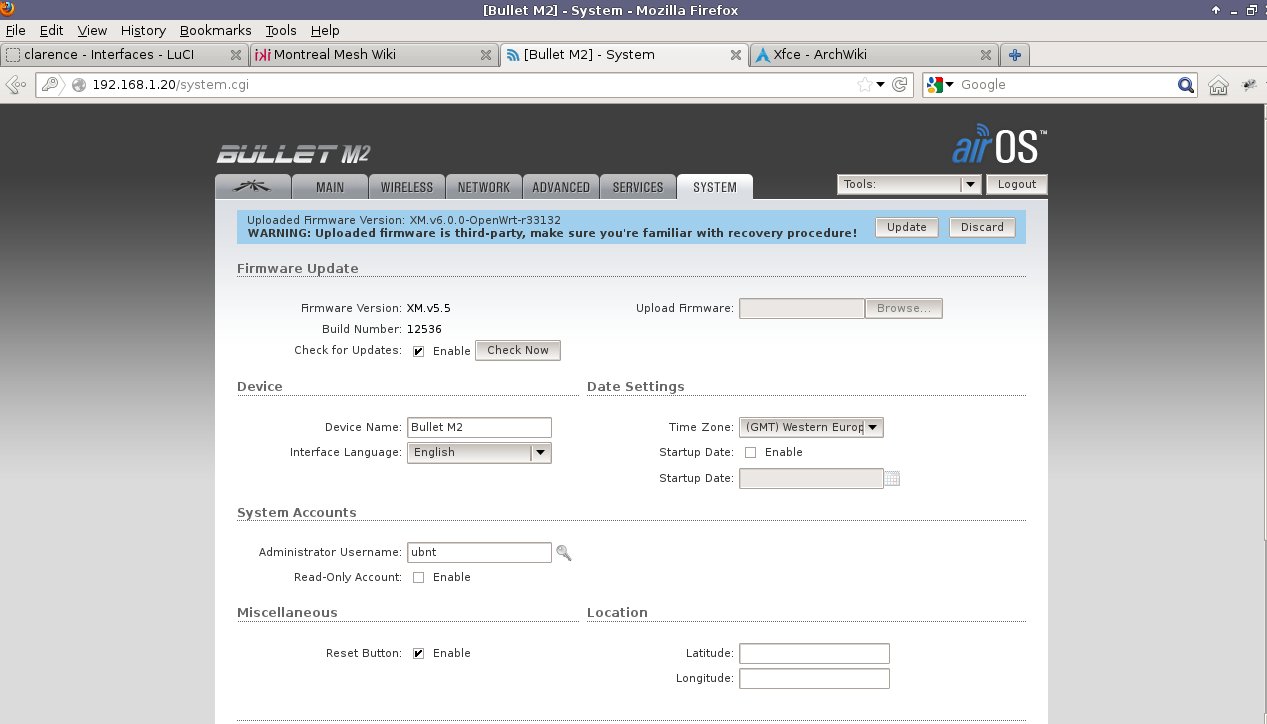 [Bullet M2] - System - Mozilla Firefox
File Edit View History Bookmarks Tools Help
clarence - Interfaces - LuCI
Montreal Mesh Wiki
[Bullet M2] - System
Xfce - ArchWiki
192.168.1.20/system.cgi
Google
BULLET M2
airOS™
MAIN WIRELESS NETWORK ADVANCED SERVICES SYSTEM
Tools:
Logout
Uploaded Firmware Version: XM.v6.0.0-OpenWrt-r33132
WARNING: Uploaded firmware is third-party, make sure you're familiar with recovery procedure!
Update
Discard
Firmware Update
Firmware Version: XM.v5.5
Upload Firmware: Browse...
Build Number: 12536
Check for Updates: Enable Check Now
Device
Date Settings
Device Name: Bullet M2
Time Zone: (GMT) Western Europ
Interface Language: English
Startup Date: Enable
Startup Date:
System Accounts
Administrator Username: ubnt
Read-Only Account: Enable
Miscellaneous
Location
Reset Button: Enable
Latitude:
Longitude: